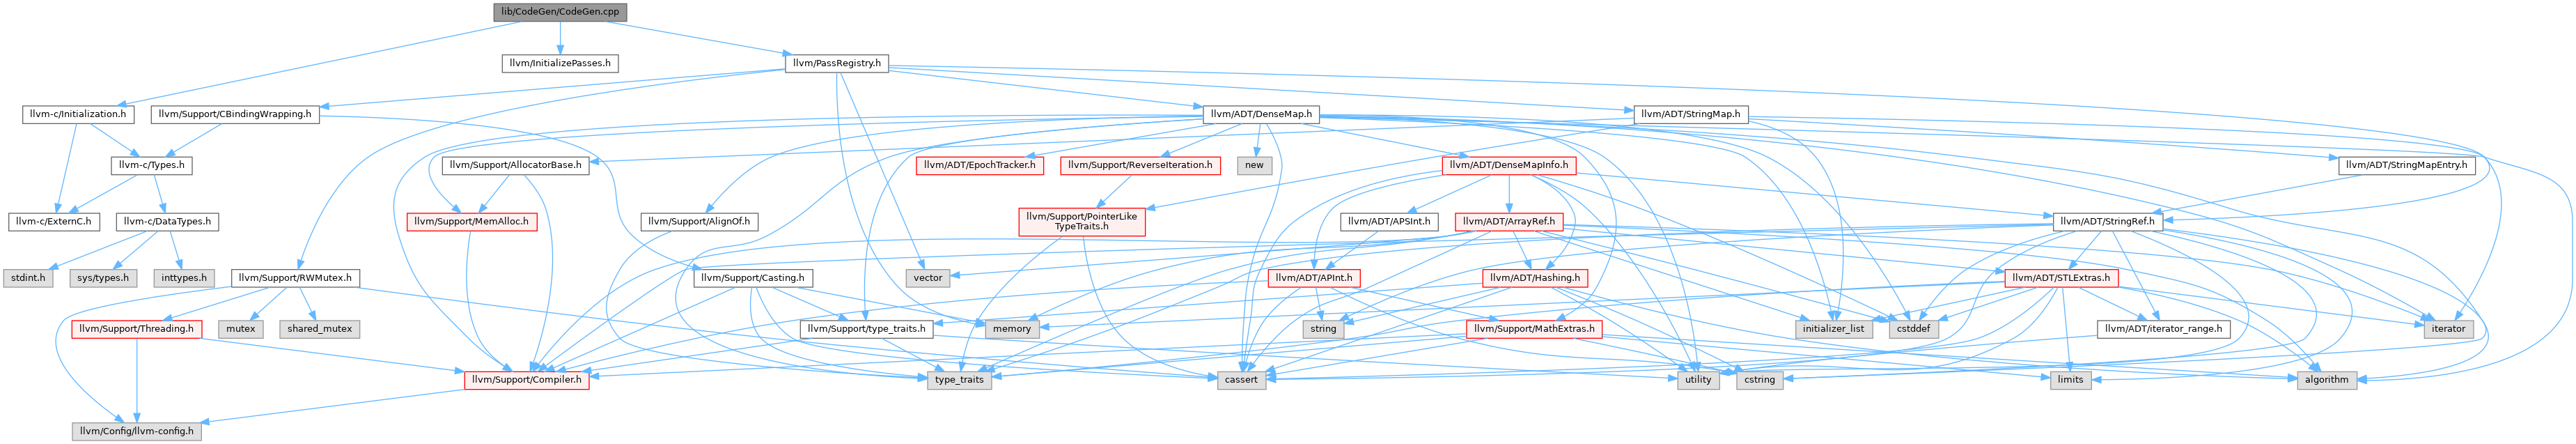 lib/CodeGen/CodeGen.cpp
llvm/InitializePasses.h
llvm/PassRegistry.h
llvm-c/Initialization.h
llvm/Support/CBindingWrapping.h
llvm/ADT/DenseMap.h
llvm/ADT/StringMap.h
llvm-c/Types.h
llvm/Support/AllocatorBase.h
llvm/ADT/EpochTracker.h
llvm/Support/ReverseIteration.h
new
llvm/ADT/DenseMapInfo.h
llvm/ADT/StringMapEntry.h
llvm-c/ExternC.h
llvm-c/DataTypes.h
llvm/Support/MemAlloc.h
llvm/Support/AlignOf.h
llvm/Support/PointerLike
TypeTraits.h
llvm/ADT/APSInt.h
llvm/ADT/ArrayRef.h
llvm/ADT/StringRef.h
stdint.h
sys/types.h
inttypes.h
llvm/Support/RWMutex.h
llvm/Support/Casting.h
vector
llvm/ADT/APInt.h
llvm/ADT/Hashing.h
llvm/ADT/STLExtras.h
llvm/Support/Threading.h
mutex
shared_mutex
llvm/Support/type_traits.h
memory
string
llvm/Support/MathExtras.h
initializer_list
cstddef
llvm/ADT/iterator_range.h
iterator
llvm/Support/Compiler.h
type_traits
cassert
utility
cstring
limits
algorithm
llvm/Config/llvm-config.h